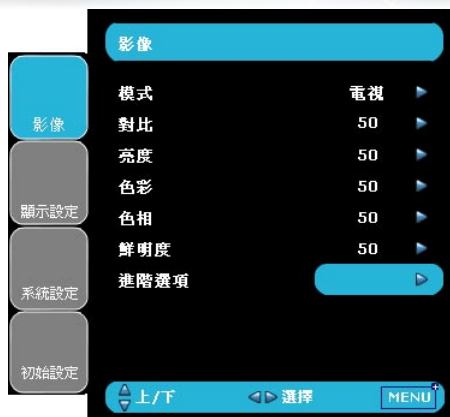 影像
影像
顯示設定
系統設定
初始設定
模式 電視
對比 50
亮度 50
色彩 50
色相 50
鮮明度 50
進階選項
上/下 選擇 MENU